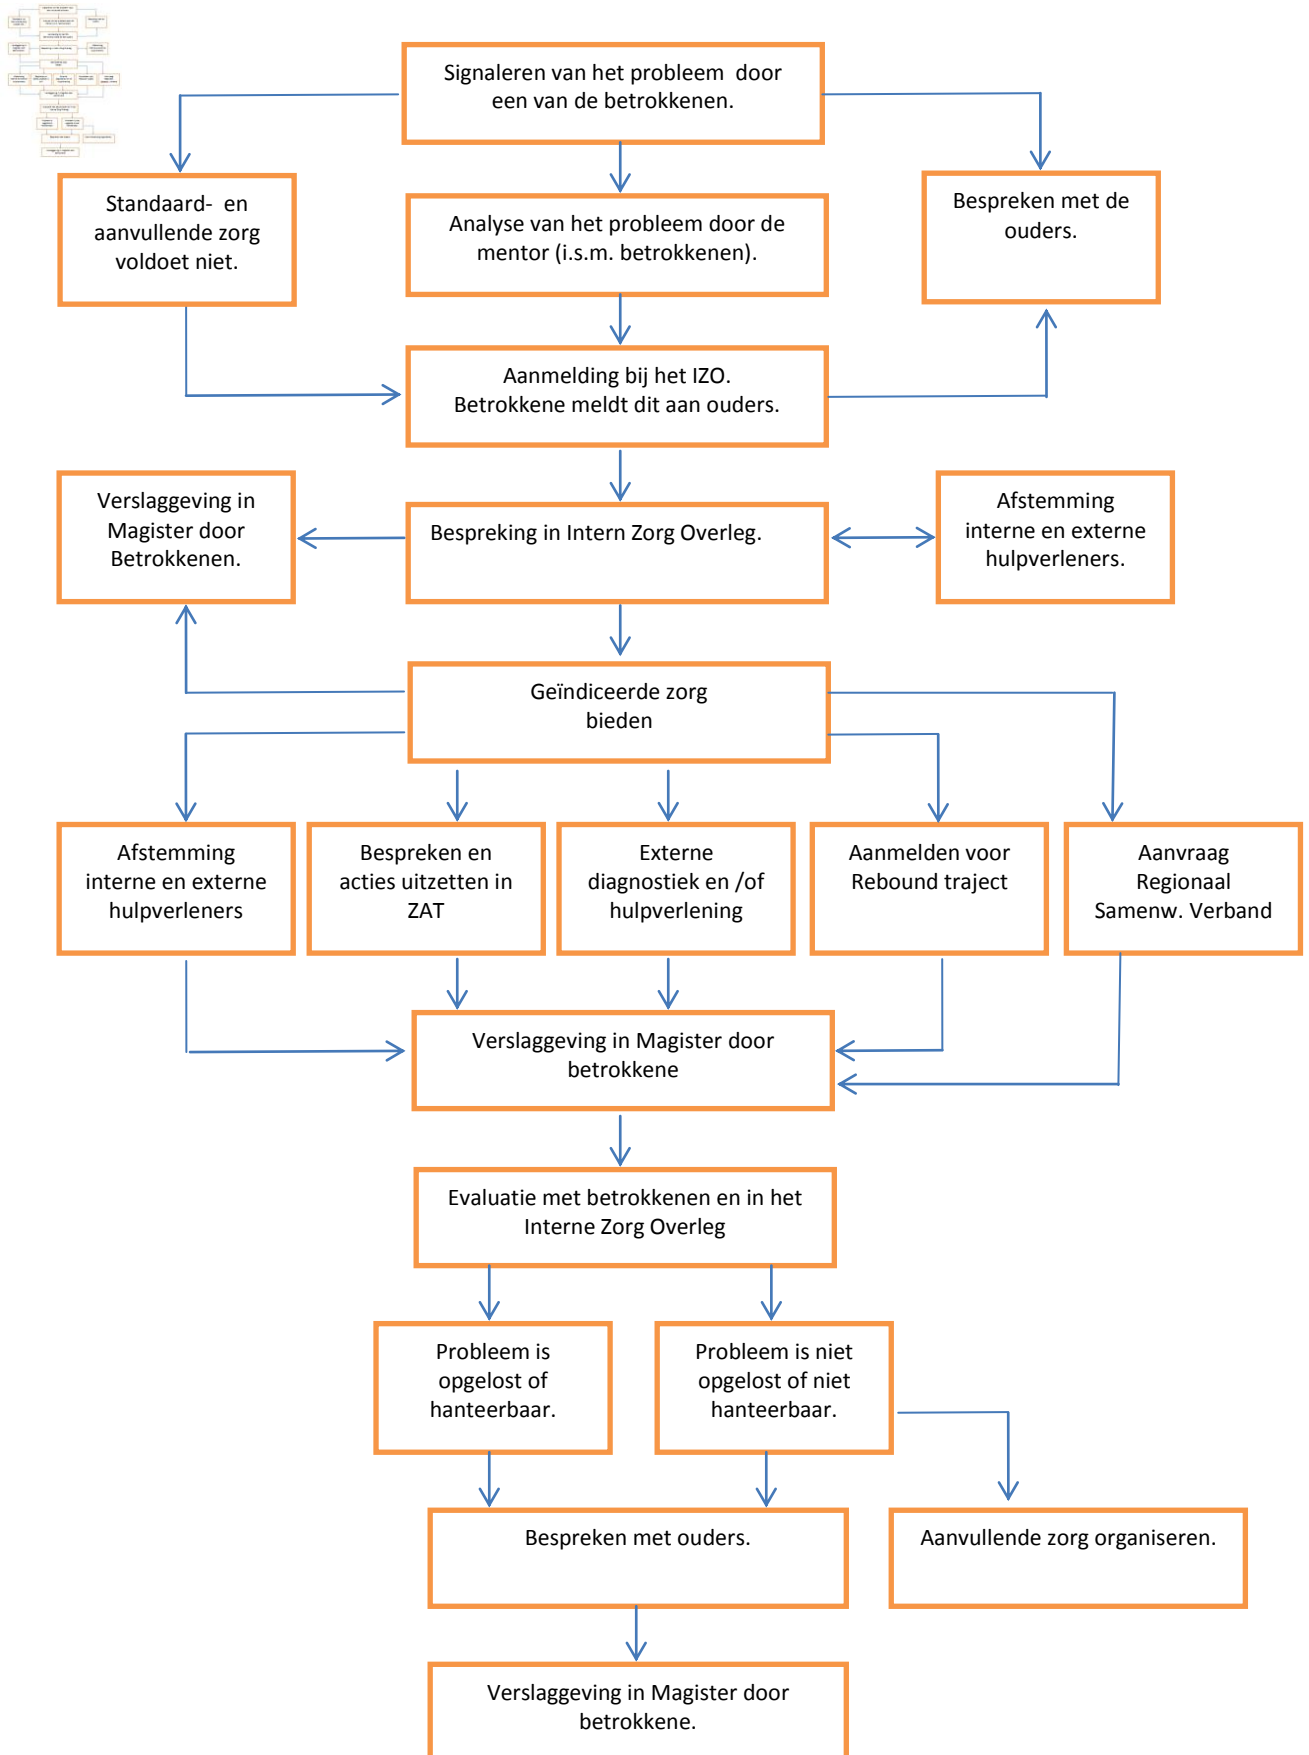 Signaleren van het probleem door
een van de betrokkenen.
Standaard- en
aanvullende zorg
voldoet niet.
Analyse van het probleem door de
mentor (i.s.m. betrokkenen).
Bespreken met de
ouders.
Aanmelding bij het IZO.
Betrokkene meldt dit aan ouders.
Verslaggeving in
Magister door
Betrokkenen.
Bespreking in Intern Zorg Overleg.
Afstemming
interne en externe
hulpverleners.
Geïndiceerde zorg
bieden
Afstemming
interne en externe
hulpverleners
Bespreken en
acties uitzetten in
ZAT
Externe
diagnostiek en /of
hulpverlening
Aanmelden voor
Rebound traject
Aanvraag
Regionaal
Samenw. Verband
Verslaggeving in Magister door
betrokkene
Evaluatie met betrokkenen en in het
Interne Zorg Overleg
Probleem is
opgelost of
hanteerbaar.
Probleem is niet
opgelost of niet
hanteerbaar.
Bespreken met ouders.
Aanvullende zorg organiseren.
Verslaggeving in Magister door
betrokkene.